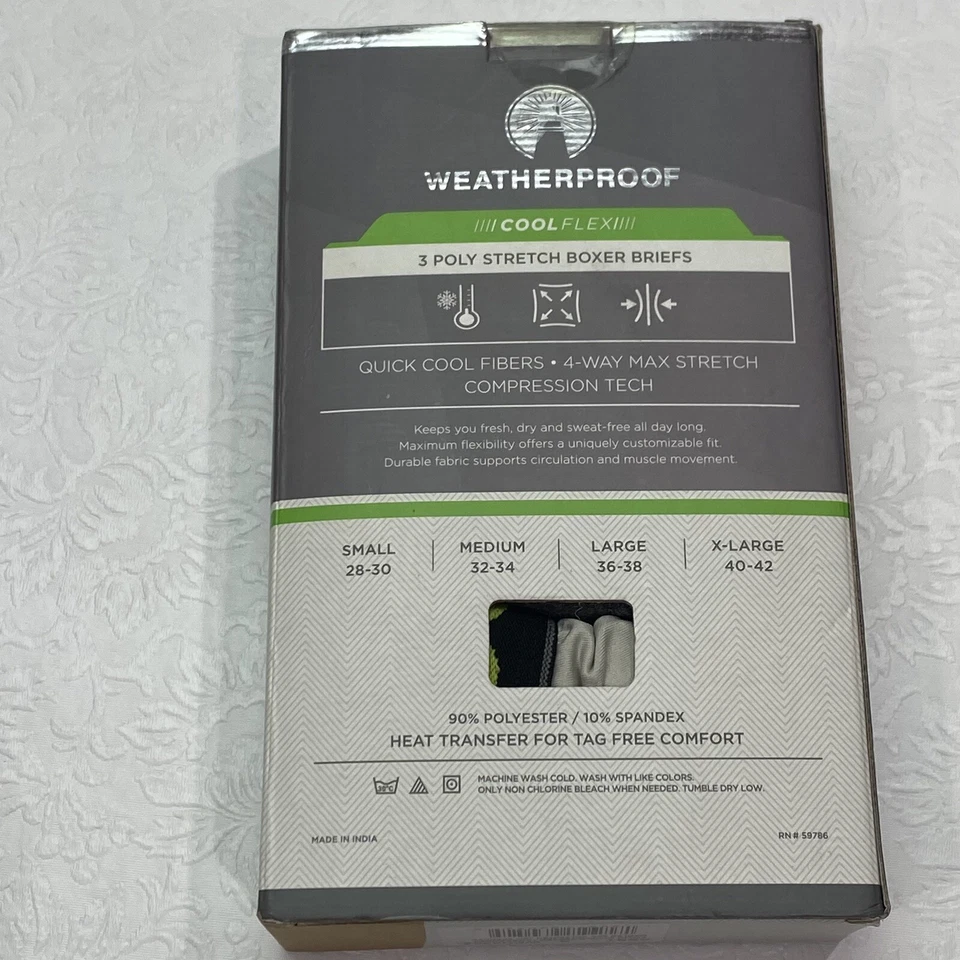 WEATHERPROOF
////COOLFLEX////
3 POLY STRETCH BOXER BRIEFS
QUICK COOL FIBERS • 4-WAY MAX STRETCH
COMPRESSION TECH
Keeps you fresh, dry and sweat-free all day long.
Maximum flexibility offers a uniquely customizable fit.
Durable fabric supports circulation and muscle movement.
SMALL MEDIUM LARGE X-LARGE
28-30 32-34 36-38 40-42
90% POLYESTER / 10% SPANDEX
HEAT TRANSFER FOR TAG FREE COMFORT
30°C
MACHINE WASH COLD. WASH WITH LIKE COLORS.
ONLY NON CHLORINE BLEACH WHEN NEEDED. TUMBLE DRY LOW.
MADE IN INDIA
RN# 59786